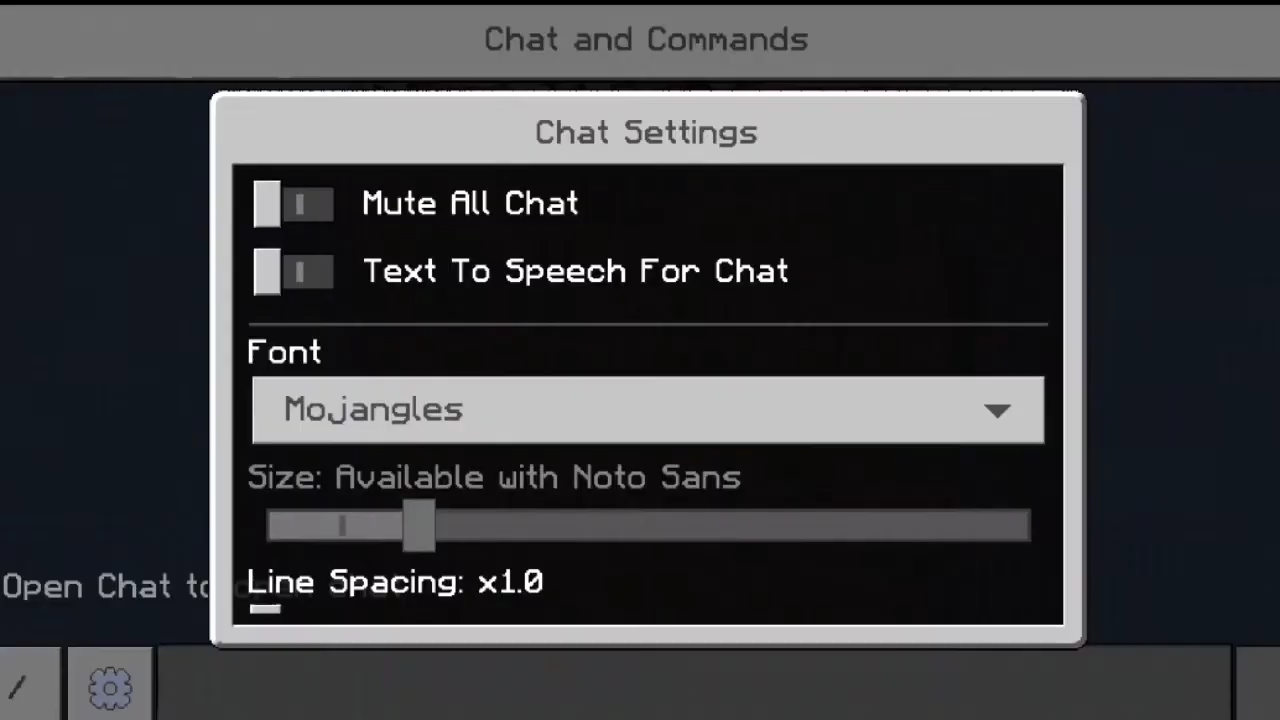 Chat and Commands
Chat Settings
Mute All Chat
Text To Speech For Chat
Font
Mojangles
Size: Available with Noto Sans
Line Spacing: x1.0
Open Chat to
/